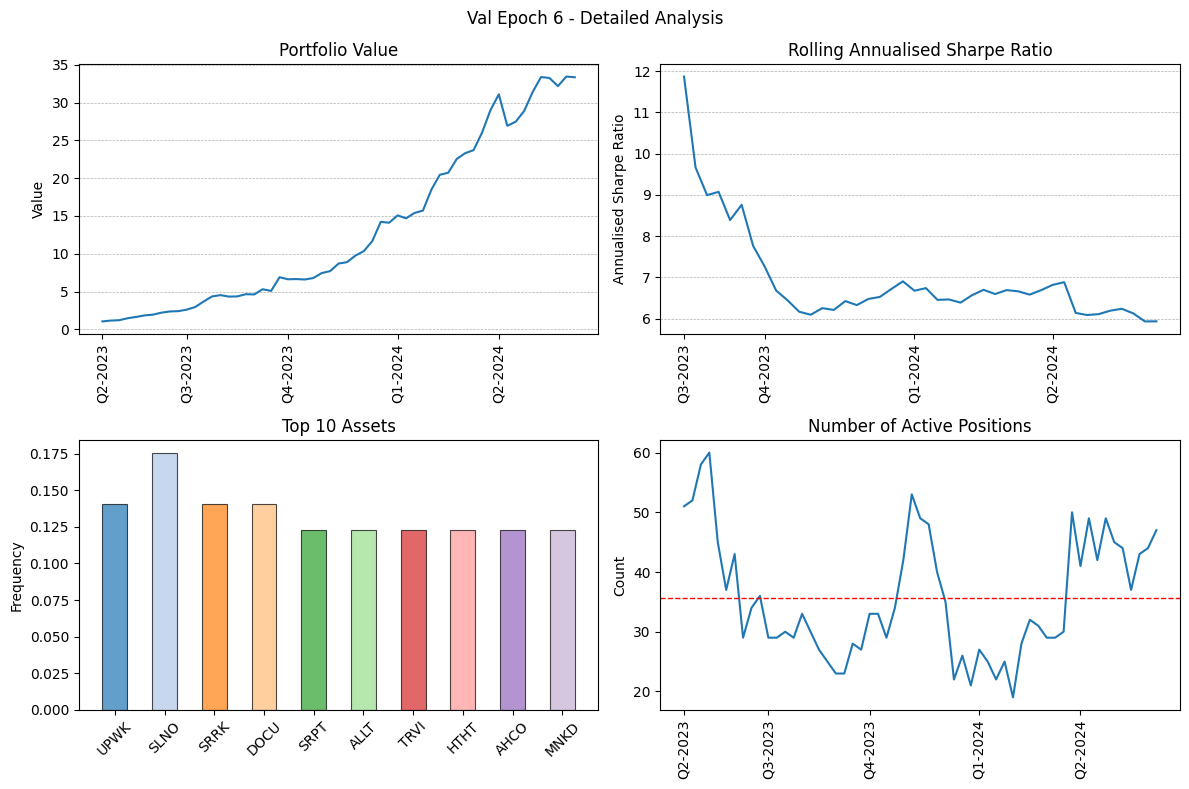 Val Epoch 6 - Detailed Analysis
Portfolio Value
Value
35
30
25
20
15
10
5
0
Q2-2023
Q3-2023
Q4-2023
Q1-2024
Q2-2024
Rolling Annualised Sharpe Ratio
Annualised Sharpe Ratio
12
11
10
9
8
7
6
Q3-2023
Q4-2023
Q1-2024
Q2-2024
Top 10 Assets
Frequency
0.175
0.150
0.125
0.100
0.075
0.050
0.025
0.000
UPWK
SLNO
SRRK
DOCU
SRPT
ALLT
TRVI
HTHT
AHCO
MNKD
Number of Active Positions
Count
60
50
40
30
20
Q2-2023
Q3-2023
Q4-2023
Q1-2024
Q2-2024